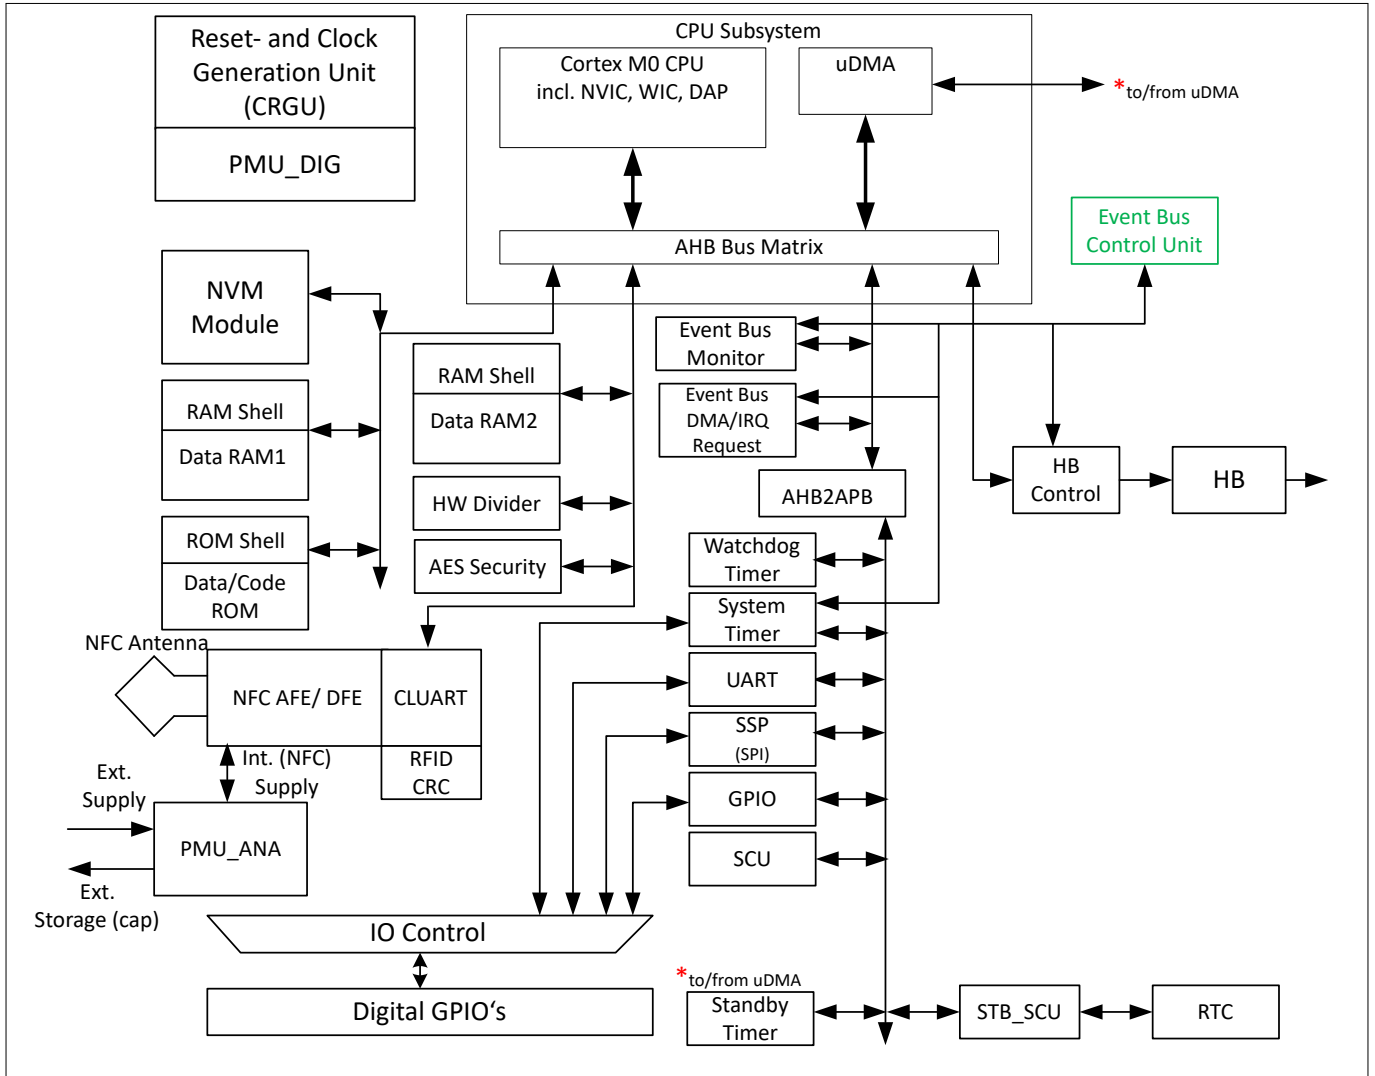 Reset- and Clock
Generation Unit
(CRGU)
PMU_DIG
CPU Subsystem
Cortex M0 CPU
incl. NVIC, WIC, DAP
uDMA
*to/from uDMA
AHB Bus Matrix
Event Bus
Control Unit
NVM
Module
RAM Shell
Data RAM1
ROM Shell
Data/Code
ROM
RAM Shell
Data RAM2
HW Divider
AES Security
Event Bus
Monitor
Event Bus
DMA/IRQ
Request
AHB2APB
HB
Control
HB
Watchdog
Timer
System
Timer
UART
SSP
(SPI)
GPIO
SCU
NFC Antenna
NFC AFE/ DFE
CLUART
RFID
CRC
Int. (NFC)
Supply
Ext.
Supply
PMU_ANA
Ext.
Storage (cap)
IO Control
Digital GPIO‘s
*to/from uDMA
Standby
Timer
STB_SCU
RTC